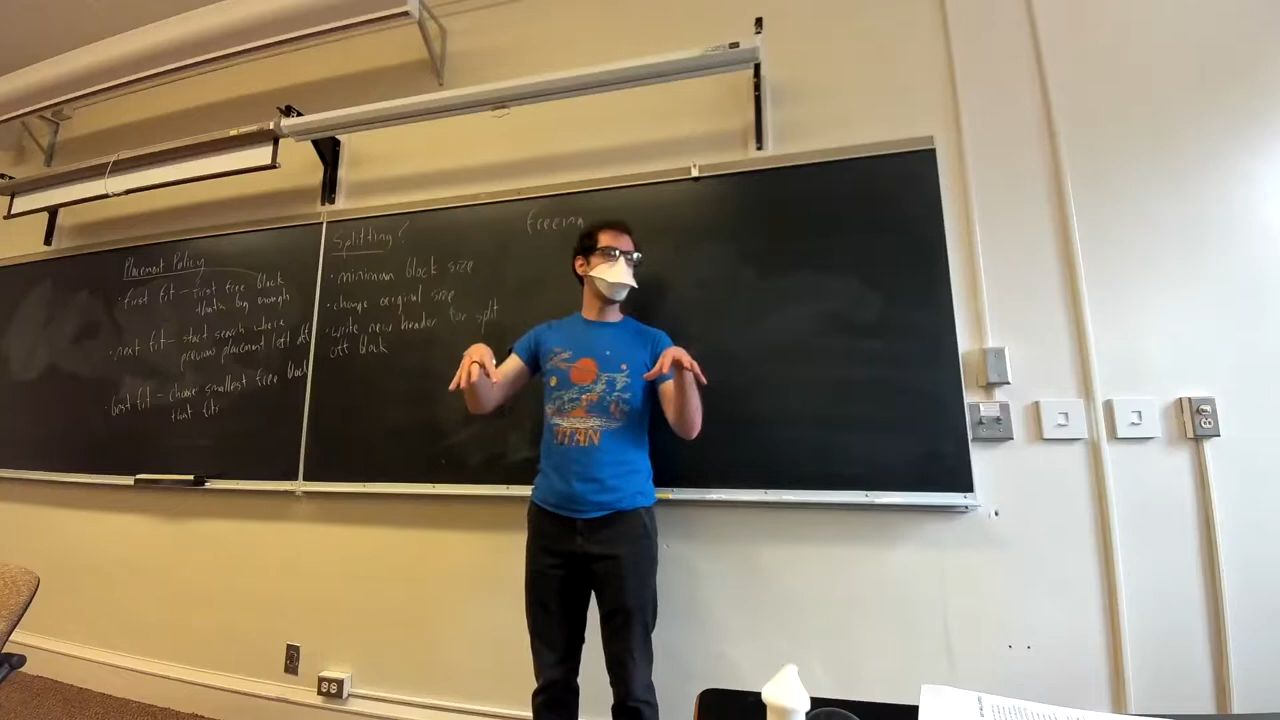 Placement Policy
· first fit – first free block
that's big enough
· next fit – start search where
previous placement left off
· best fit – choose smallest free block
that fits
Splitting?
· minimum block size
· change original size
· write new header for split
off block
Freeing
TITAN